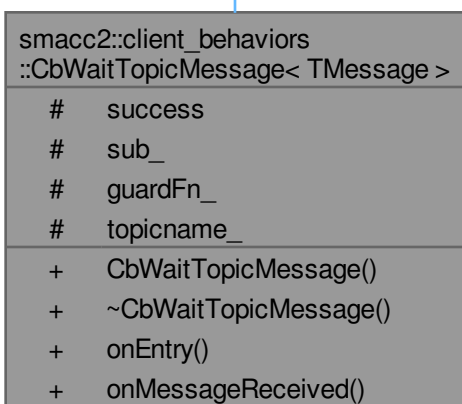 smacc2::client_behaviors
::CbWaitTopicMessage< TMessage >
# success
# sub_
# guardFn_
# topicname_
+ CbWaitTopicMessage()
+ ~CbWaitTopicMessage()
+ onEntry()
+ onMessageReceived()